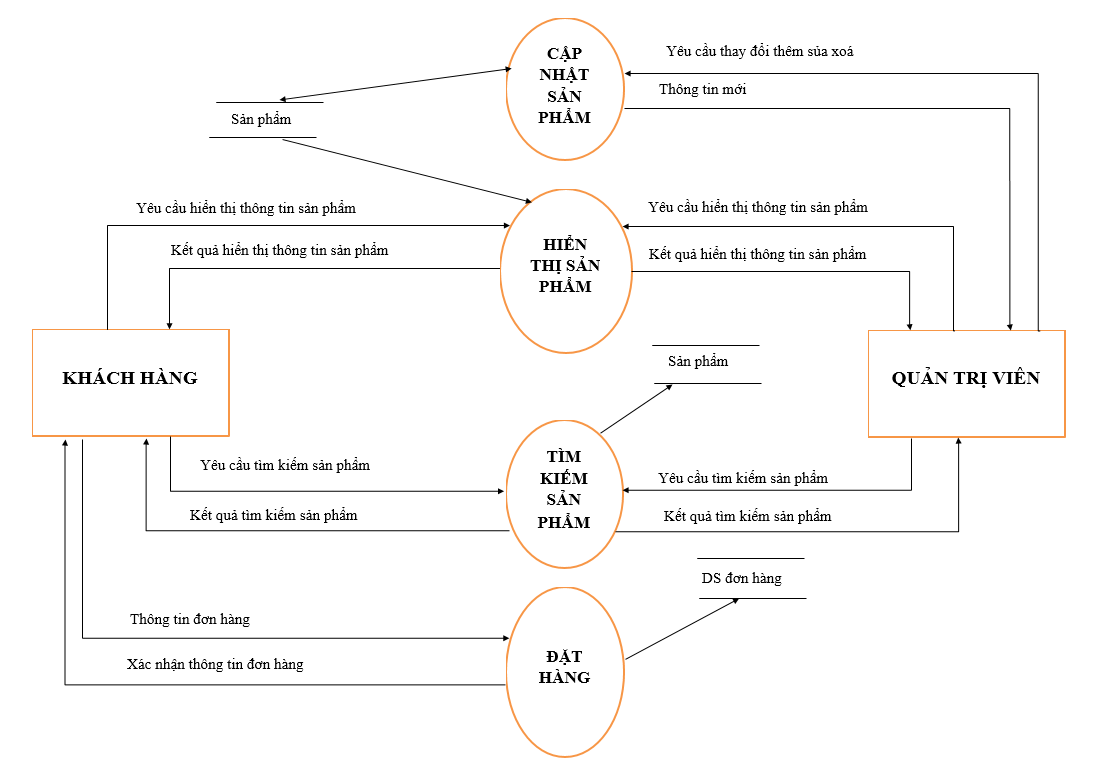 CẬP
NHẬT
SẢN
PHẨM
Yêu cầu thay đổi thêm sủa xoá
Thông tin mới
Sản phẩm
Yêu cầu hiển thị thông tin sản phẩm
Kết quả hiển thị thông tin sản phẩm
HIỂN
THỊ SẢN
PHẨM
Yêu cầu hiển thị thông tin sản phẩm
Kết quả hiển thị thông tin sản phẩm
KHÁCH HÀNG
Sản phẩm
QUẢN TRỊ VIÊN
Yêu cầu tìm kiếm sản phẩm
Kết quả tìm kiếm sản phẩm
TÌM
KIẾM
SẢN
PHẨM
Yêu cầu tìm kiếm sản phẩm
Kết quả tìm kiếm sản phẩm
DS đơn hàng
Thông tin đơn hàng
Xác nhận thông tin đơn hàng
ĐẶT
HÀNG